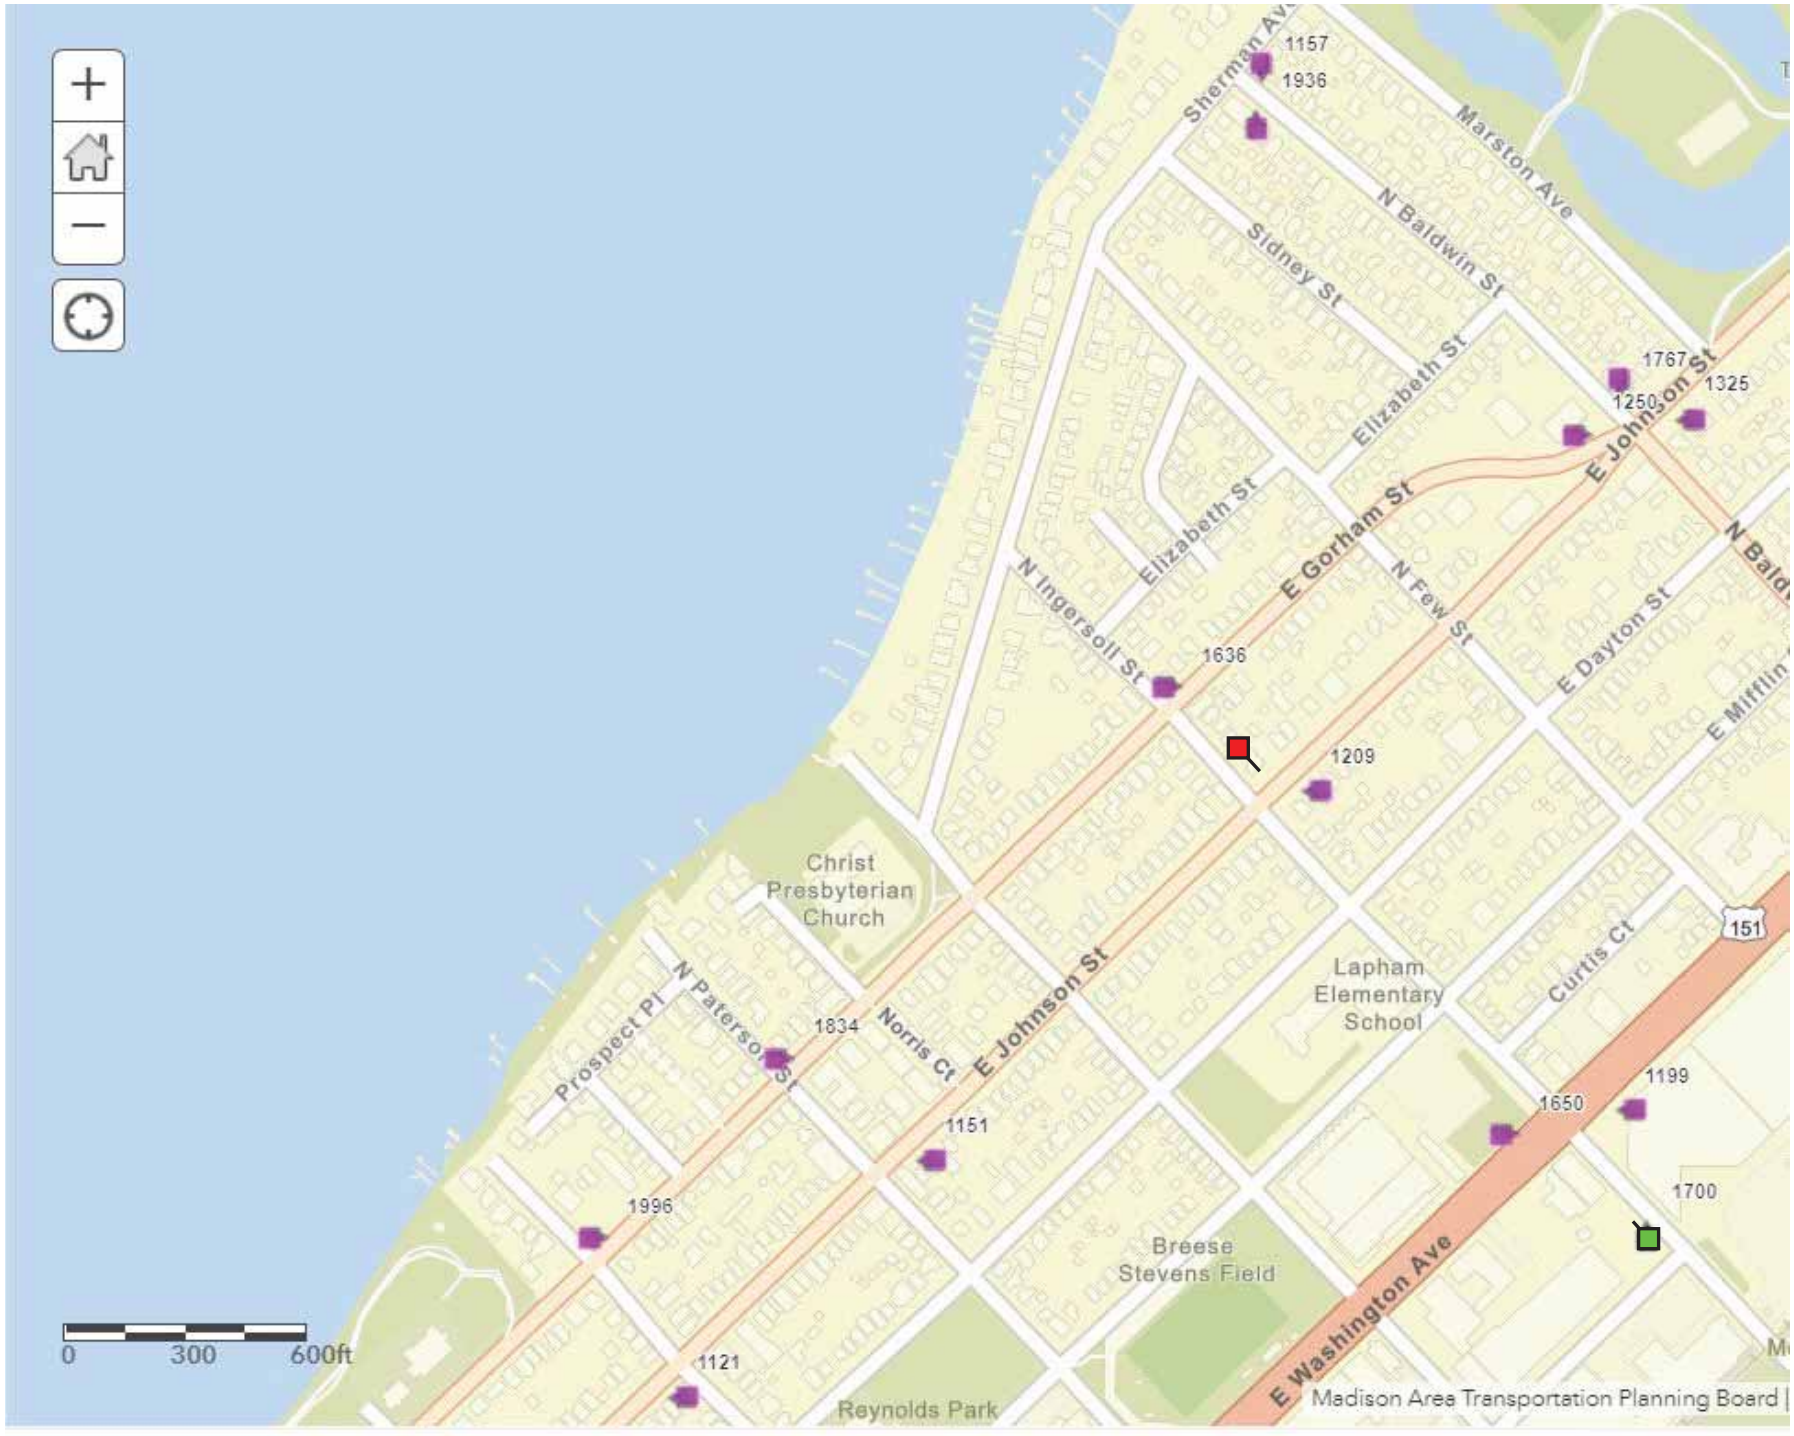 1157
1936
Sherman Ave
Marston Ave
N Baldwin St
Sidney St
Elizabeth St
1767
1325
1250
E Johnson St
Elizabeth St
E Gorham St
N Ingersoll St
N Few St
N Baldw
E Dayton St
E Mifflin
1636
1209
Christ
Presbyterian
Church
151
Lapham
Elementary
School
Curtis Ct
N Paterson St
Prospect Pl
1834
Norris Ct
E Johnson St
1199
1650
1151
1700
1996
Breese
Stevens Field
E Washington Ave
0 300 600ft
1121
Reynolds Park
Madison Area Transportation Planning Board |